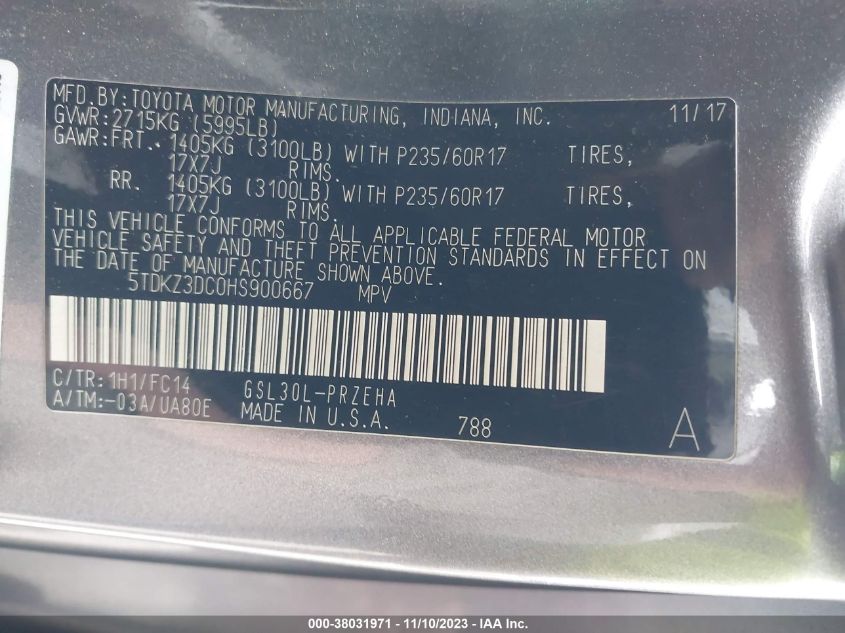 MFD.BY:TOYOTA MOTOR MANUFACTURING, INDIANA, INC. 11/17
GVWR:2715KG (5995LB)
GAWR:FRT. 1405KG (3100LB) WITH P235/60R17 TIRES,
17X7J RIMS.
RR. 1405KG (3100LB) WITH P235/60R17 TIRES,
17X7J RIMS.
THIS VEHICLE CONFORMS TO ALL APPLICABLE FEDERAL MOTOR
VEHICLE SAFETY AND THEFT PREVENTION STANDARDS IN EFFECT ON
THE DATE OF MANUFACTURE SHOWN ABOVE.
5TDKZ3DC0HS900667 MPV
C/TR:1H1/FC14 GSL30L-PRZEHA
A/TM:-03A/UA80E MADE IN U.S.A. 788 A
000-38031971 - 11/10/2023 - IAA Inc.